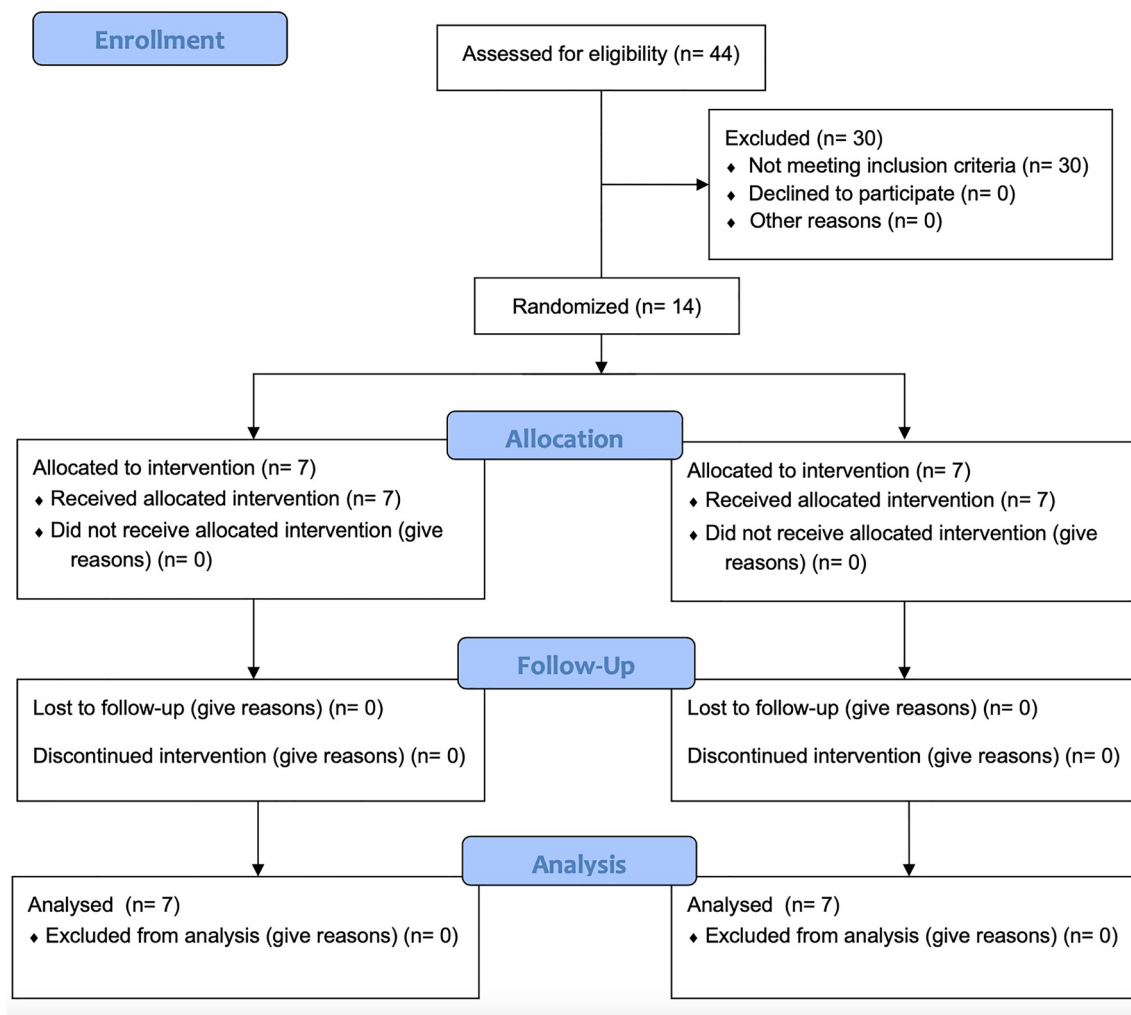 Enrollment
Assessed for eligibility (n= 44)
Excluded (n= 30)
♦ Not meeting inclusion criteria (n= 30)
♦ Declined to participate (n= 0)
♦ Other reasons (n= 0)
Randomized (n= 14)
Allocation
Allocated to intervention (n= 7)
♦ Received allocated intervention (n= 7)
♦ Did not receive allocated intervention (give
reasons) (n= 0)
Allocated to intervention (n= 7)
♦ Received allocated intervention (n= 7)
♦ Did not receive allocated intervention (give
reasons) (n= 0)
Follow-Up
Lost to follow-up (give reasons) (n= 0)
Discontinued intervention (give reasons) (n= 0)
Lost to follow-up (give reasons) (n= 0)
Discontinued intervention (give reasons) (n= 0)
Analysis
Analysed  (n= 7)
♦ Excluded from analysis (give reasons) (n= 0)
Analysed  (n= 7)
♦ Excluded from analysis (give reasons) (n= 0)